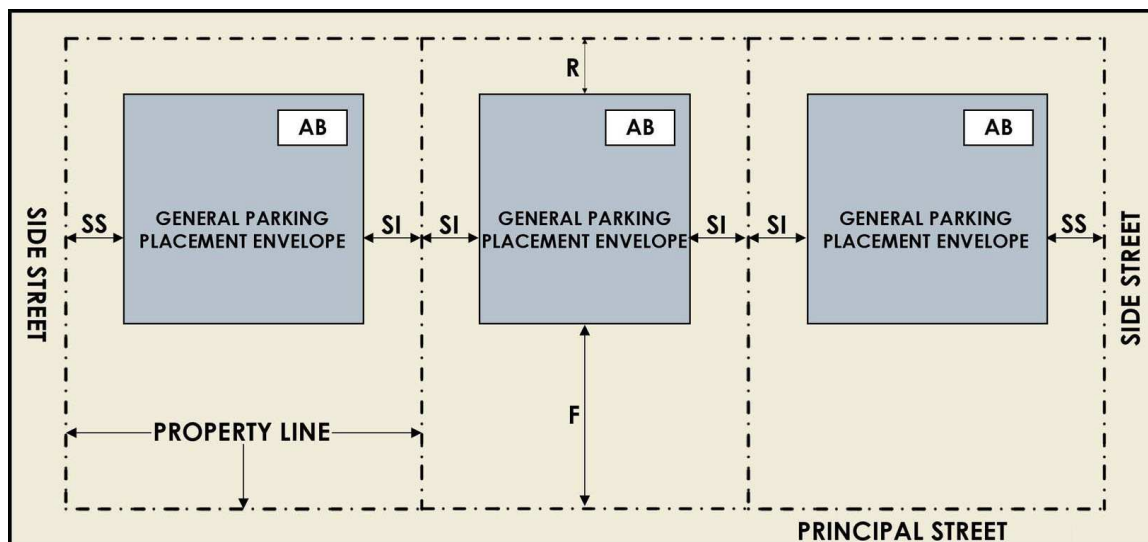 R
AB
AB
AB
SIDE STREET
SS
GENERAL PARKING
PLACEMENT ENVELOPE
SI
SI
GENERAL PARKING
PLACEMENT ENVELOPE
SI
SI
GENERAL PARKING
PLACEMENT ENVELOPE
SS
SIDE STREET
F
PROPERTY LINE
PRINCIPAL STREET